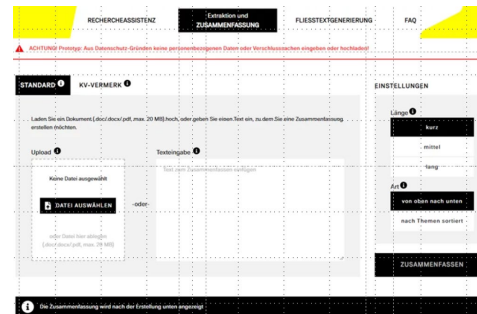 RECHERCHEASSISTENZ
Extraktion und
ZUSAMMENFASSUNG
FLIESSTEXTGENERIERUNG
FAQ
ACHTUNG! Prototyp: Aus Datenschutz-Gründen keine personenbezogenen Daten oder Verschlusssachen eingeben oder hochladen!
STANDARD
KV-VERMERK
EINSTELLUNGEN
Laden Sie ein Dokument (.doc/.docx/.pdf, max. 20 MB) hoch, oder geben Sie einen Text ein, zu dem Sie eine Zusammenfassung
erstellen möchten.
Upload
Texteingabe
Keine Datei ausgewählt
DATEI AUSWÄHLEN
oder Datei hier ablegen
(.doc/.docx/.pdf, max. 20 MB)
-oder-
Text zum Zusammenfassen einfügen
Länge
kurz
mittel
lang
Art
von oben nach unten
nach Themen sortiert
ZUSAMMENFASSEN
Die Zusammenfassung wird nach der Erstellung unten angezeigt